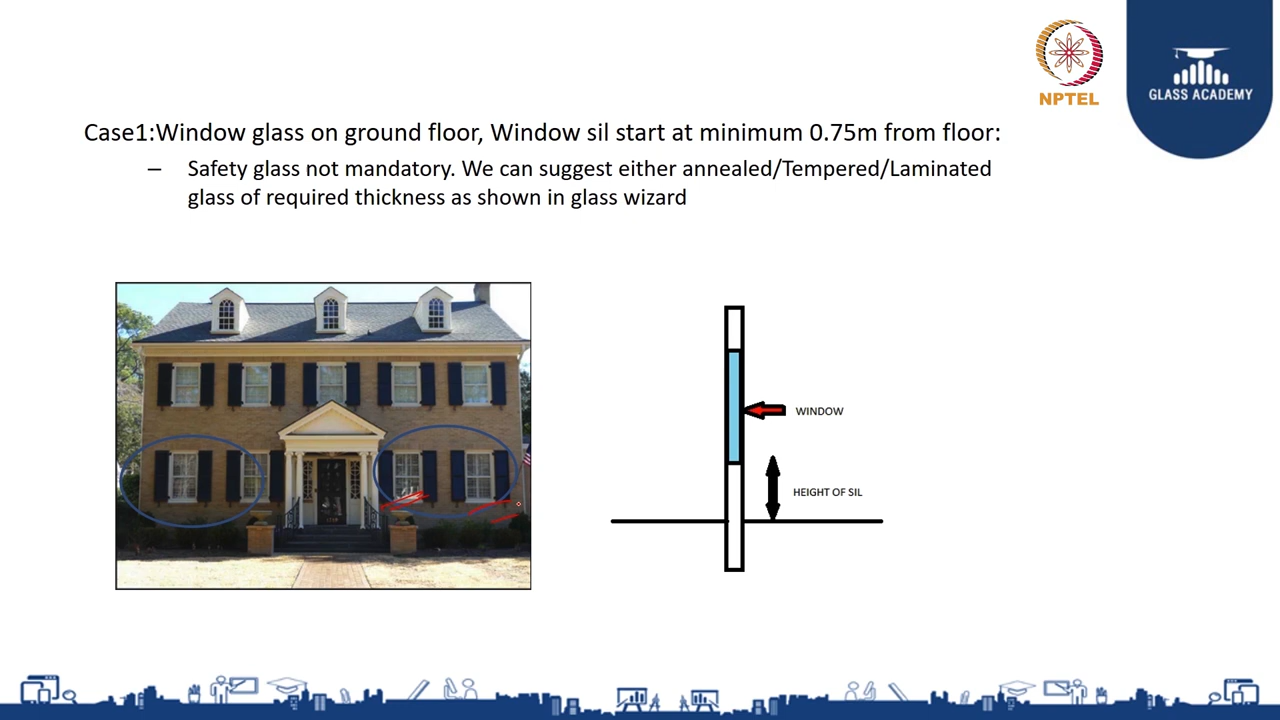 NPTEL
GLASS ACADEMY
Case1:Window glass on ground floor, Window sil start at minimum 0.75m from floor:
– Safety glass not mandatory. We can suggest either annealed/Tempered/Laminated
glass of required thickness as shown in glass wizard
WINDOW
HEIGHT OF SIL